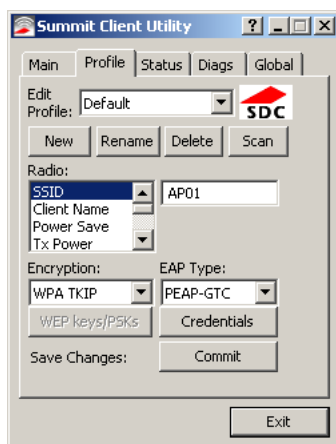 Summit Client Utility ?
Main Profile Status Diags Global
Edit Profile: Default
SDC
New Rename Delete Scan
Radio:
SSID AP01
Client Name
Power Save
Tx Power
Encryption: EAP Type:
WPA TKIP PEAP-GTC
WEP keys/PSKs Credentials
Save Changes: Commit
Exit